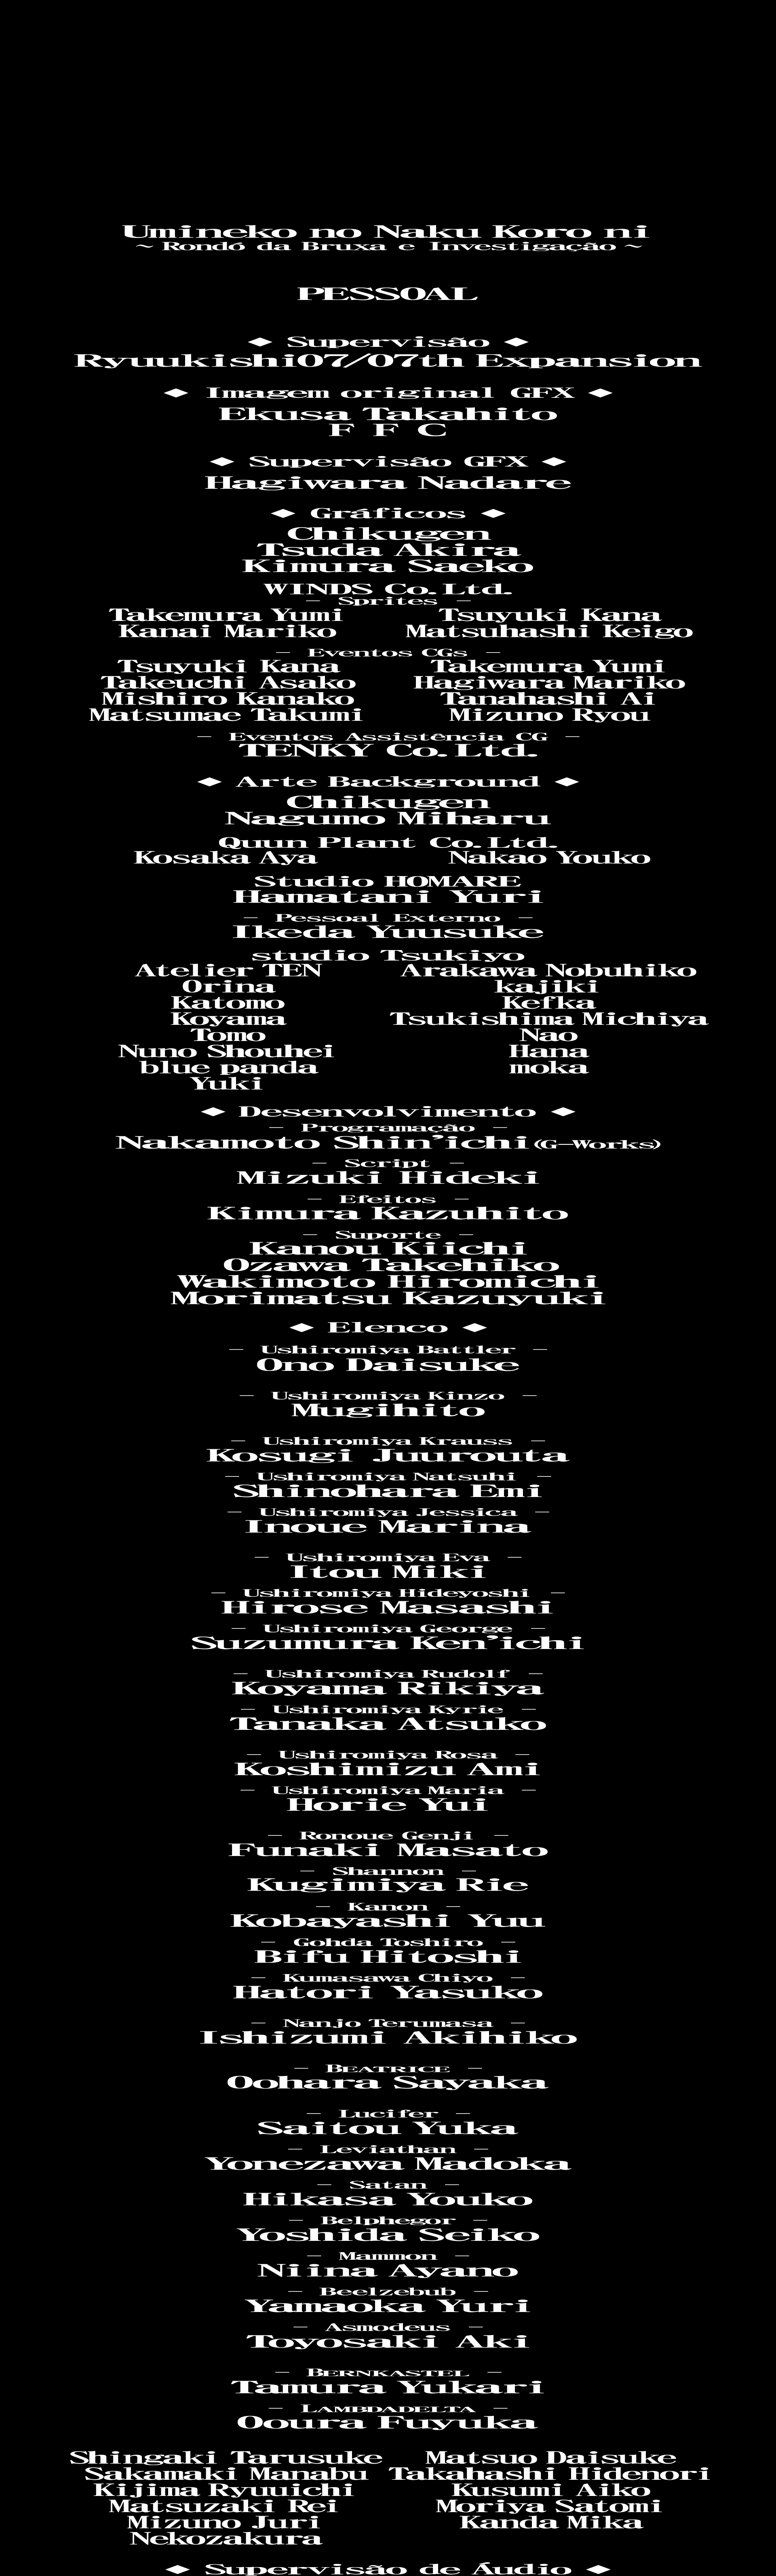 Umineko no Naku Koro ni
~ Rondó da Bruxa e Investigação ~
PESSOAL
◆ Supervisão ◆
Ryuukishi07/07th Expansion
◆ Imagem original GFX ◆
Ekusa Takahito
F F C
◆ Supervisão GFX ◆
Hagiwara Nadare
◆ Gráficos ◆
Chikugen
Tsuda Akira
Kimura Saeko
WINDS Co.Ltd.
— Sprites —
Takemura Yumi Tsuyuki Kana
Kanai Mariko Matsuhashi Keigo
— Eventos CGs —
Tsuyuki Kana Takemura Yumi
Takeuchi Asako Hagiwara Mariko
Mishiro Kanako Tanahashi Ai
Matsumae Takumi Mizuno Ryou
— Eventos Assistência CG —
TENKY Co.Ltd.
◆ Arte Background ◆
Chikugen
Nagumo Miharu
Quun Plant Co.Ltd.
Kosaka Aya Nakao Youko
Studio HOMARE
Hamatani Yuri
— Pessoal Externo —
Ikeda Yuusuke
studio Tsukiyo
Atelier TEN Arakawa Nobuhiko
Orina kajiki
Katomo Kefka
Koyama Tsukishima Michiya
Tomo Nao
Nuno Shouhei Hana
blue panda moka
Yuki
◆ Desenvolvimento ◆
— Programação —
Nakamoto Shin'ichi(G-Works)
— Script —
Mizuki Hideki
— Efeitos —
Kimura Kazuhito
— Suporte —
Kanou Kiichi
Ozawa Takehiko
Wakimoto Hiromichi
Morimatsu Kazuyuki
◆ Elenco ◆
— Ushiromiya Battler —
Ono Daisuke
— Ushiromiya Kinzo —
Mugihito
— Ushiromiya Krauss —
Kosugi Juurouta
— Ushiromiya Natsuhi —
Shinohara Emi
— Ushiromiya Jessica —
Inoue Marina
— Ushiromiya Eva —
Itou Miki
— Ushiromiya Hideyoshi —
Hirose Masashi
— Ushiromiya George —
Suzumura Ken'ichi
— Ushiromiya Rudolf —
Koyama Rikiya
— Ushiromiya Kyrie —
Tanaka Atsuko
— Ushiromiya Rosa —
Koshimizu Ami
— Ushiromiya Maria —
Horie Yui
— Ronoue Genji —
Funaki Masato
— Shannon —
Kugimiya Rie
— Kanon —
Kobayashi Yuu
— Gohda Toshiro —
Bifu Hitoshi
— Kumasawa Chiyo —
Hatori Yasuko
— Nanjo Terumasa —
Ishizumi Akihiko
— BEATRICE —
Oohara Sayaka
— Lucifer —
Saitou Yuka
— Leviathan —
Yonezawa Madoka
— Satan —
Hikasa Youko
— Belphegor —
Yoshida Seiko
— Mammon —
Niina Ayano
— Beelzebub —
Yamaoka Yuri
— Asmodeus —
Toyosaki Aki
— BERNKASTEL —
Tamura Yukari
— LAMBDADELTA —
Ooura Fuyuka
Shingaki Tarusuke Matsuo Daisuke
Sakamaki Manabu Takahashi Hidenori
Kijima Ryuuichi Kusumi Aiko
Matsuzaki Rei Moriya Satomi
Mizuno Juri Kanda Mika
Nekozakura
◆ Supervisão de Áudio ◆